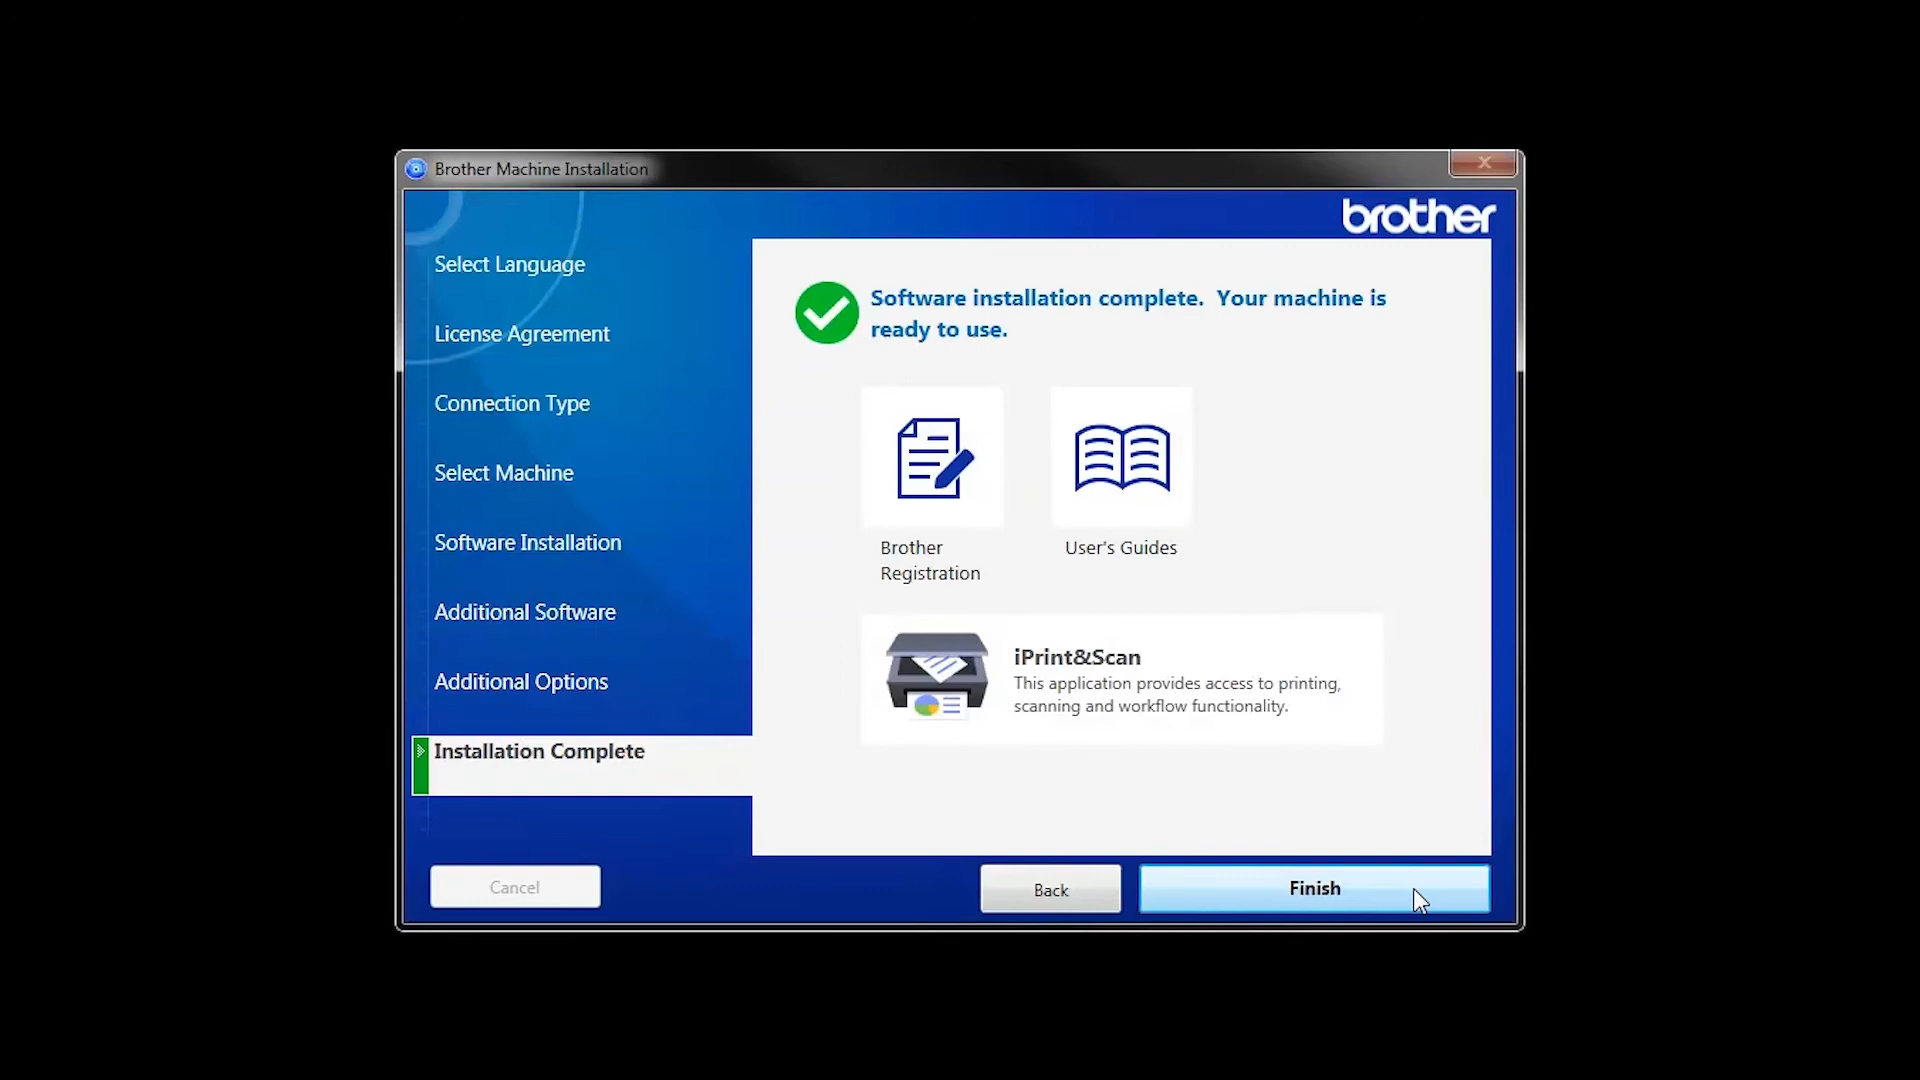 Brother Machine Installation
brother
Select Language
License Agreement
Connection Type
Select Machine
Software Installation
Additional Software
Additional Options
Installation Complete
Software installation complete.  Your machine is
ready to use.
Brother
Registration
User's Guides
iPrint&Scan
This application provides access to printing,
scanning and workflow functionality.
Cancel
Back
Finish